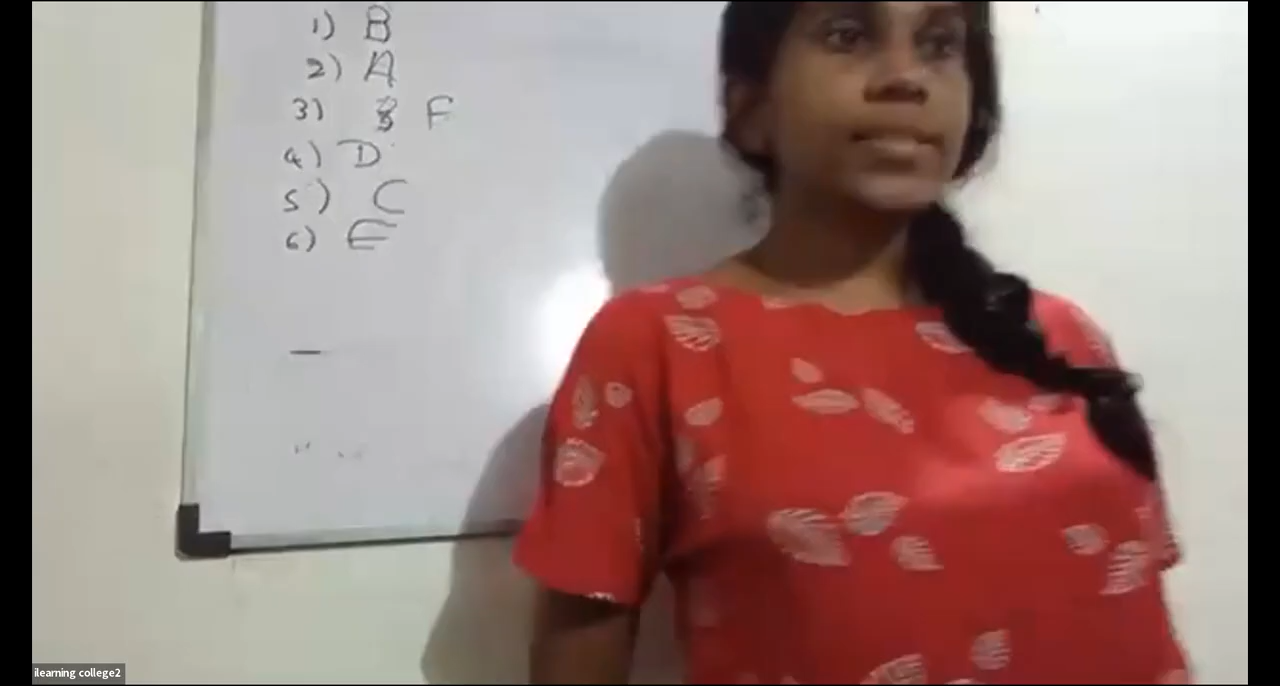 1) B
2) A
3) F
4) D
5) C
6) E
ilearning college2